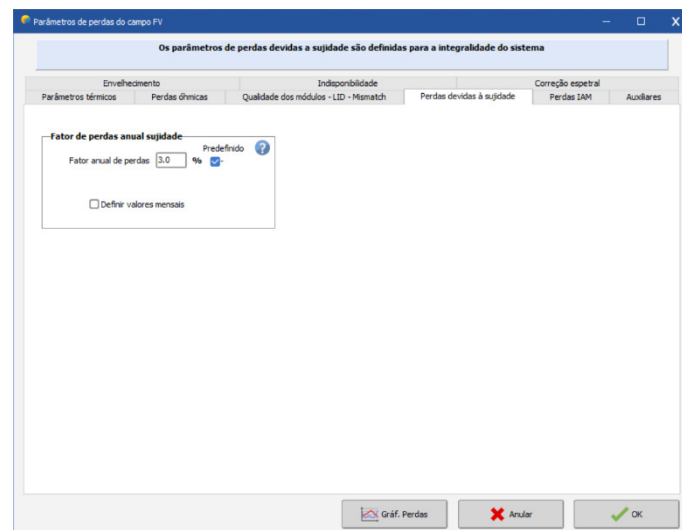 Parâmetros de perdas do campo FV
Os parâmetros de perdas devidas a sujidade são definidas para a integralidade do sistema
Envelhecimento Indisponibilidade Correção espetral
Parâmetros térmicos Perdas ôhmicas Qualidade dos módulos - LID - Mismatch Perdas devidas à sujidade Perdas IAM Auxiliares
Fator de perdas anual sujidade
Predefinido ?
Fator anual de perdas 3.0 %
Definir valores mensais
Gráf. Perdas Anular OK